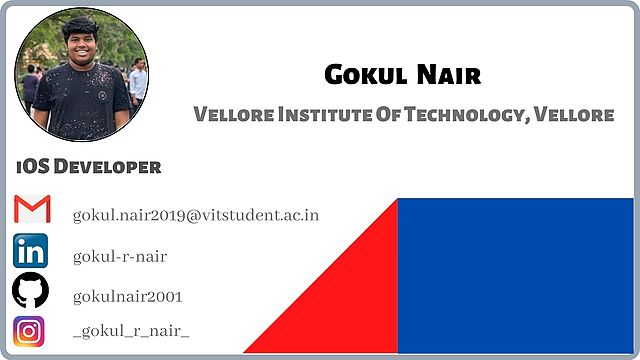 Gokul Nair
Vellore Institute Of Technology, Vellore
iOS Developer
gokul.nair2019@vitstudent.ac.in
gokul-r-nair
gokulnair2001
_gokul_r_nair_